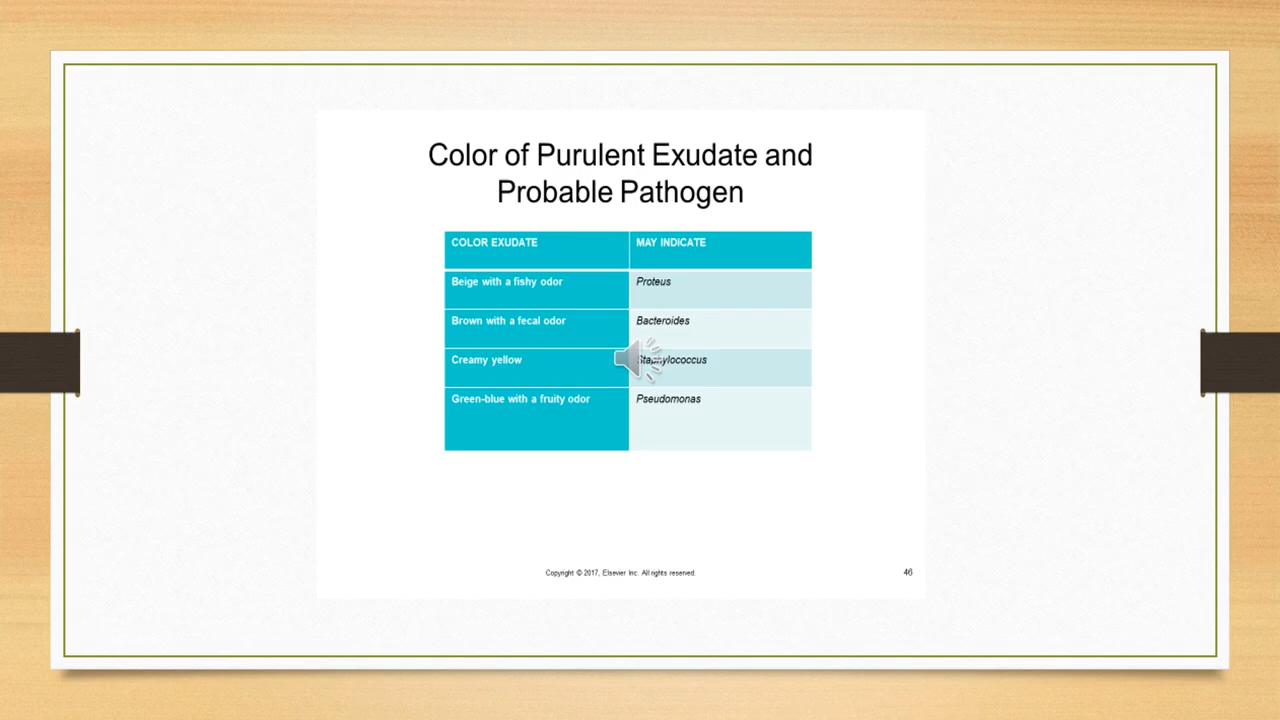 Color of Purulent Exudate and
Probable Pathogen
COLOR EXUDATE MAY INDICATE
Beige with a fishy odor Proteus
Brown with a fecal odor Bacteroides
Creamy yellow Staphylococcus
Green-blue with a fruity odor Pseudomonas
Copyright © 2017, Elsevier Inc. All rights reserved. 46